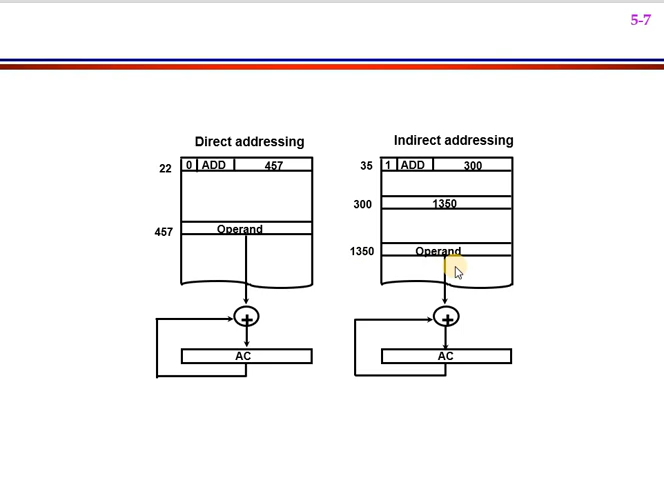 5-7
Direct addressing
22 0 ADD 457
457 Operand
+
AC
Indirect addressing
35 1 ADD 300
300 1350
1350 Operand
+
AC